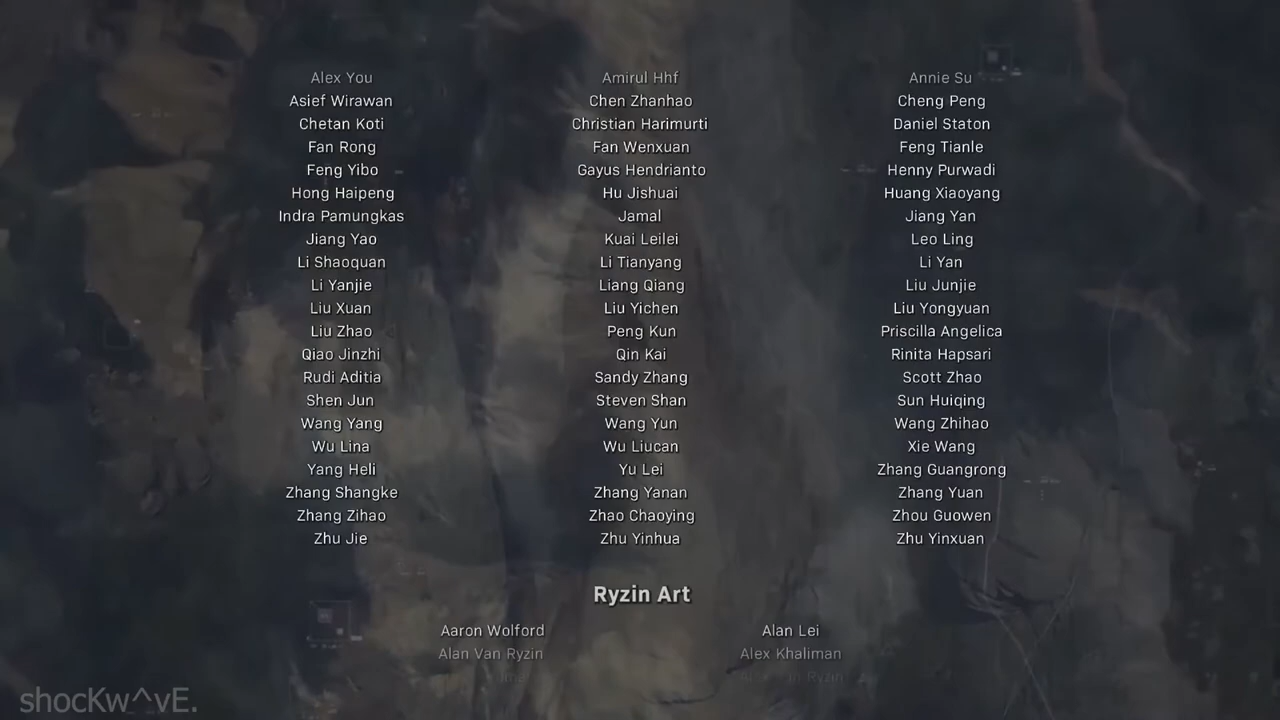 Alex You Amirul Hhf Annie Su
Asief Wirawan Chen Zhanhao Cheng Peng
Chetan Koti Christian Harimurti Daniel Staton
Fan Rong Fan Wenxuan Feng Tianle
Feng Yibo Gayus Hendrianto Henny Purwadi
Hong Haipeng Hu Jishuai Huang Xiaoyang
Indra Pamungkas Jamal Jiang Yan
Jiang Yao Kuai Leilei Leo Ling
Li Shaoquan Li Tianyang Li Yan
Li Yanjie Liang Qiang Liu Junjie
Liu Xuan Liu Yichen Liu Yongyuan
Liu Zhao Peng Kun Priscilla Angelica
Qiao Jinzhi Qin Kai Rinita Hapsari
Rudi Aditia Sandy Zhang Scott Zhao
Shen Jun Steven Shan Sun Huiqing
Wang Yang Wang Yun Wang Zhihao
Wu Lina Wu Liucan Xie Wang
Yang Heli Yu Lei Zhang Guangrong
Zhang Shangke Zhang Yanan Zhang Yuan
Zhang Zihao Zhao Chaoying Zhou Guowen
Zhu Jie Zhu Yinhua Zhu Yinxuan
Ryzin Art
Aaron Wolford Alan Lei
Alan Van Ryzin Alex Khaliman
Ryzin
shocKw^vE.